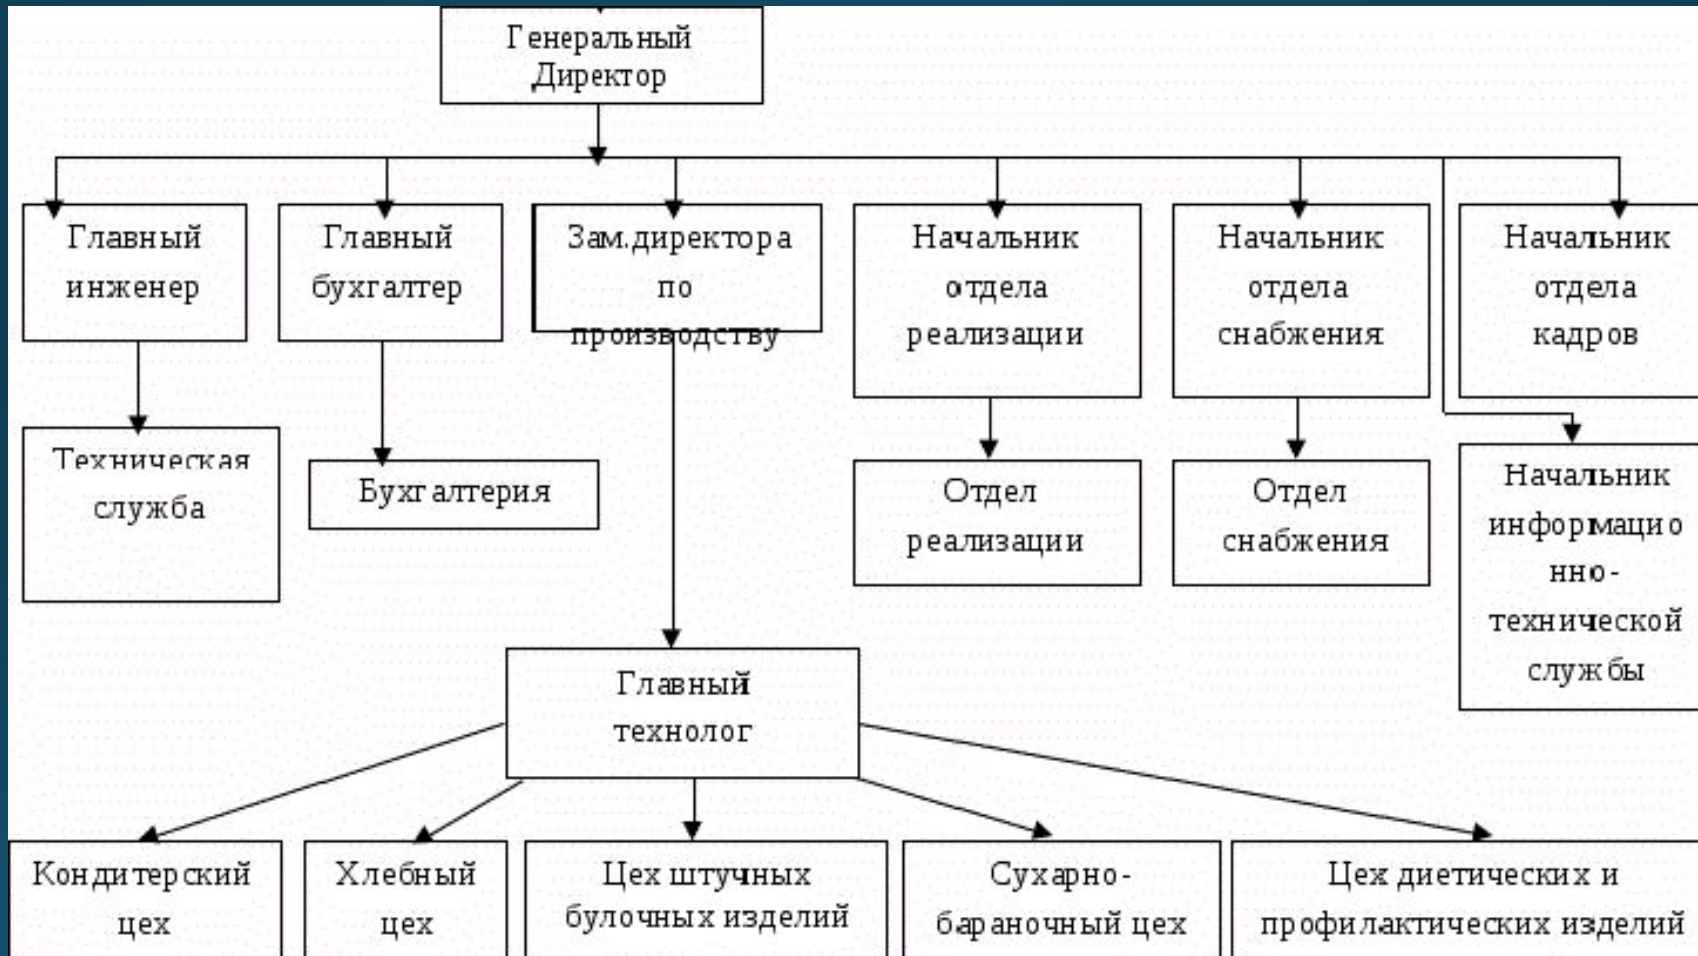 Генеральный
Директор
Главный
инженер
Главный
бухгалтер
Зам.директора
по
производству
Начальник
отдела
реализации
Начальник
отдела
снабжения
Начальник
отдела
кадров
Техническая
служба
Бухгалтерия
Отдел
реализации
Отдел
снабжения
Начальник
информацио
нно-
технической
службы
Главный
технолог
Кондитерский
цех
Хлебный
цех
Цех штучных
булочных изделий
Сухарно-
бараночный цех
Цех диетических и
профилактических изделий